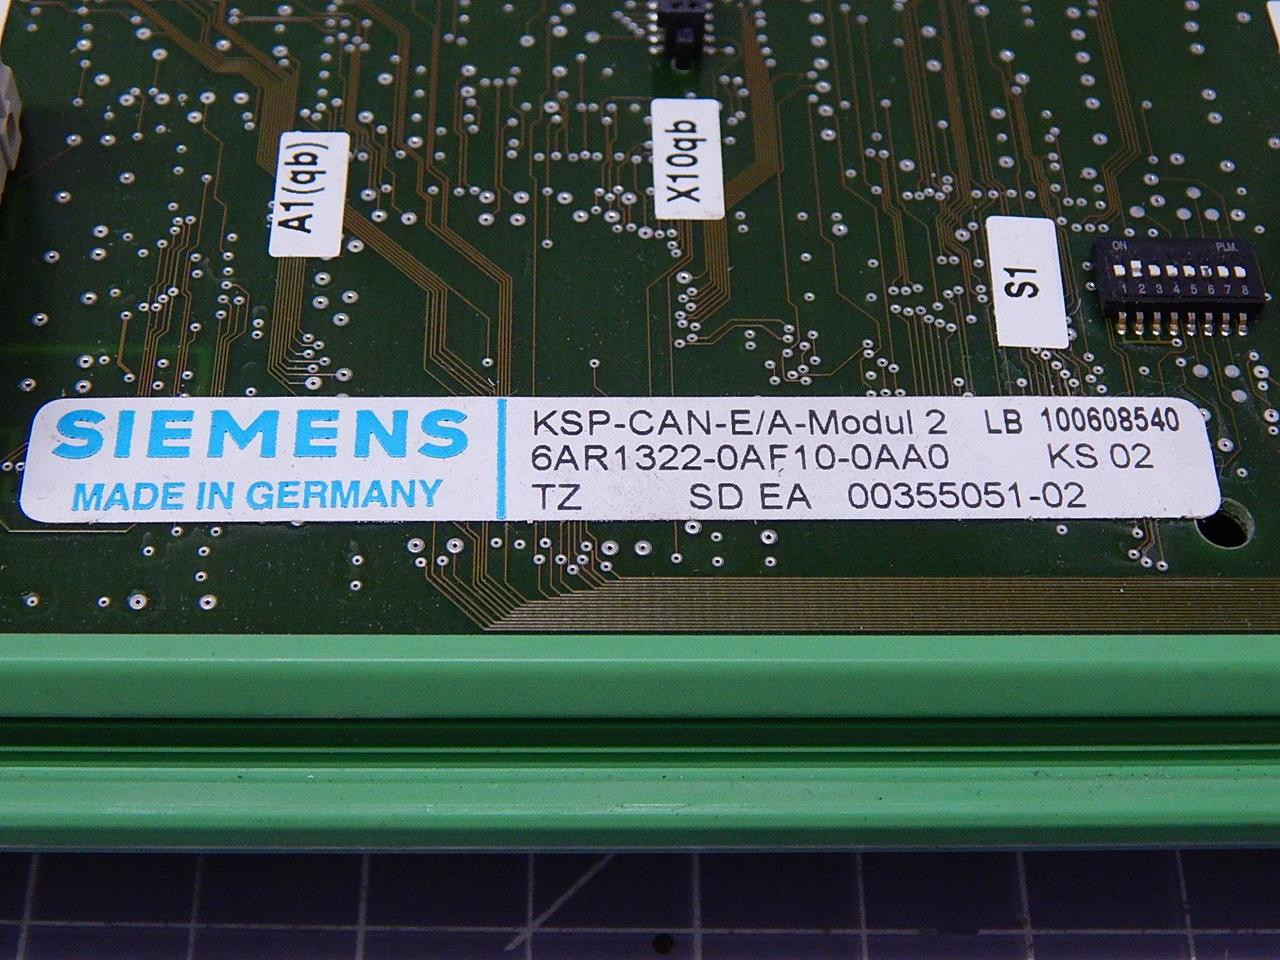 A1(qb)
X10qb
S1
ON PLM.
1 2 3 4 5 6 7 8
SIEMENS
MADE IN GERMANY
KSP-CAN-E/A-Modul 2 LB 100608540
6AR1322-0AF10-0AA0 KS 02
TZ SD EA 00355051-02